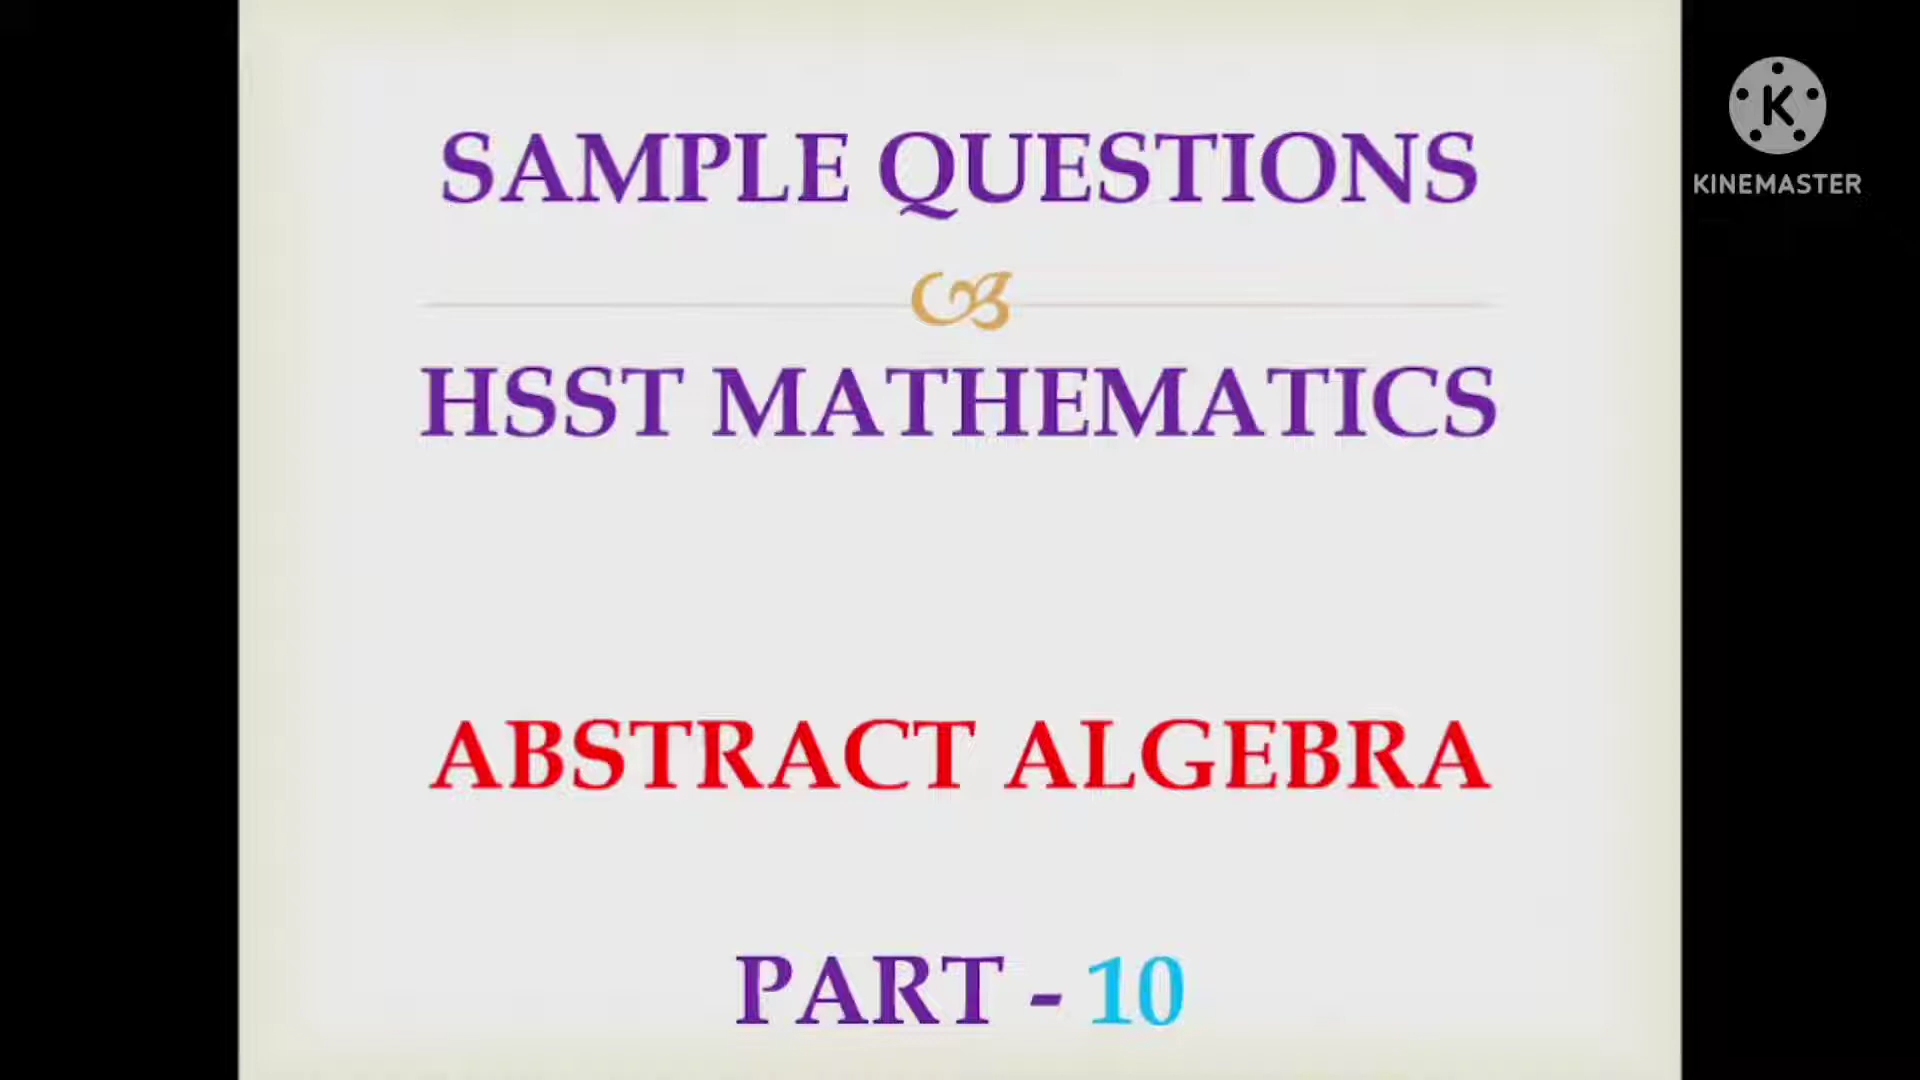 SAMPLE QUESTIONS
HSST MATHEMATICS
ABSTRACT ALGEBRA
PART - 10
K
KINEMASTER